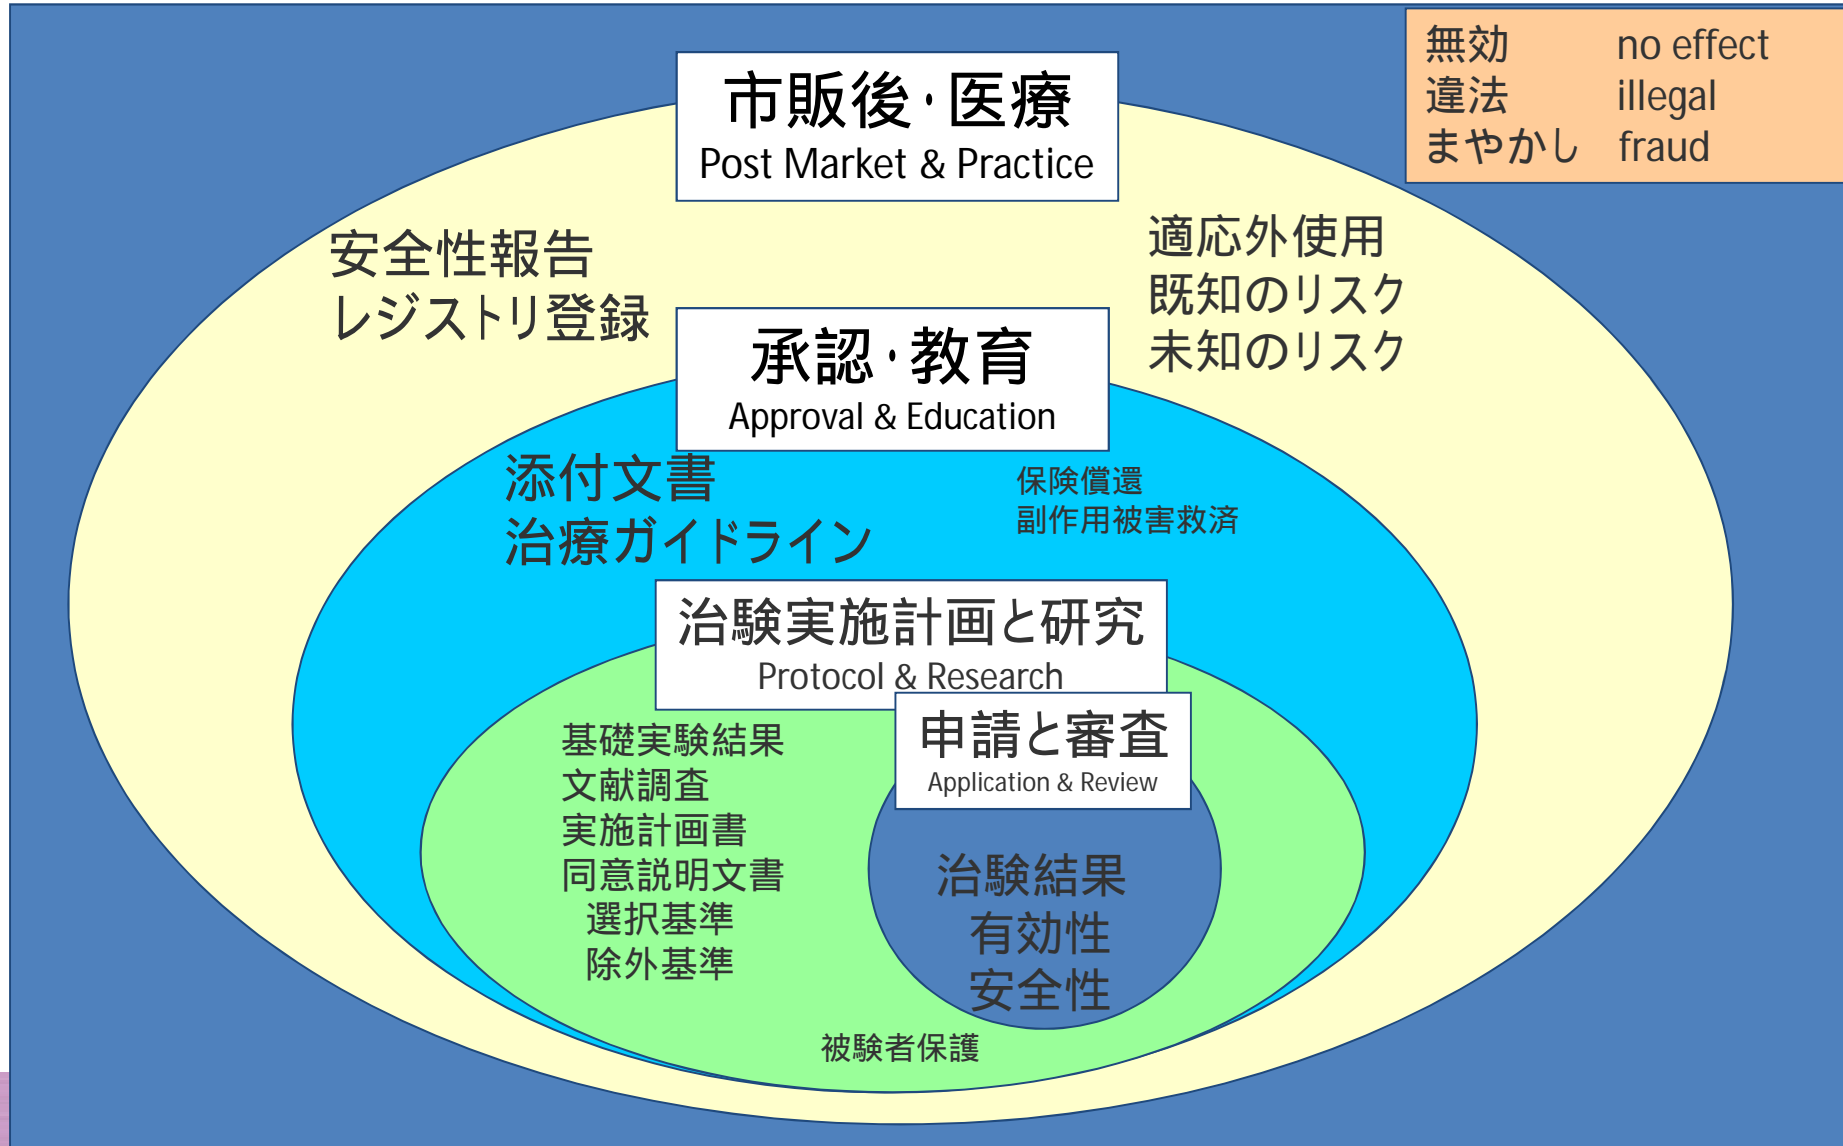 無効 no effect
違法 illegal
まやかし fraud
市販後・医療
Post Market & Practice
安全性報告
レジストリ登録
適応外使用
既知のリスク
未知のリスク
承認・教育
Approval & Education
添付文書
治療ガイドライン
保険償還
副作用被害救済
治験実施計画と研究
Protocol & Research
基礎実験結果
文献調査
実施計画書
同意説明文書
選択基準
除外基準
申請と審査
Application & Review
治験結果
有効性
安全性
被験者保護